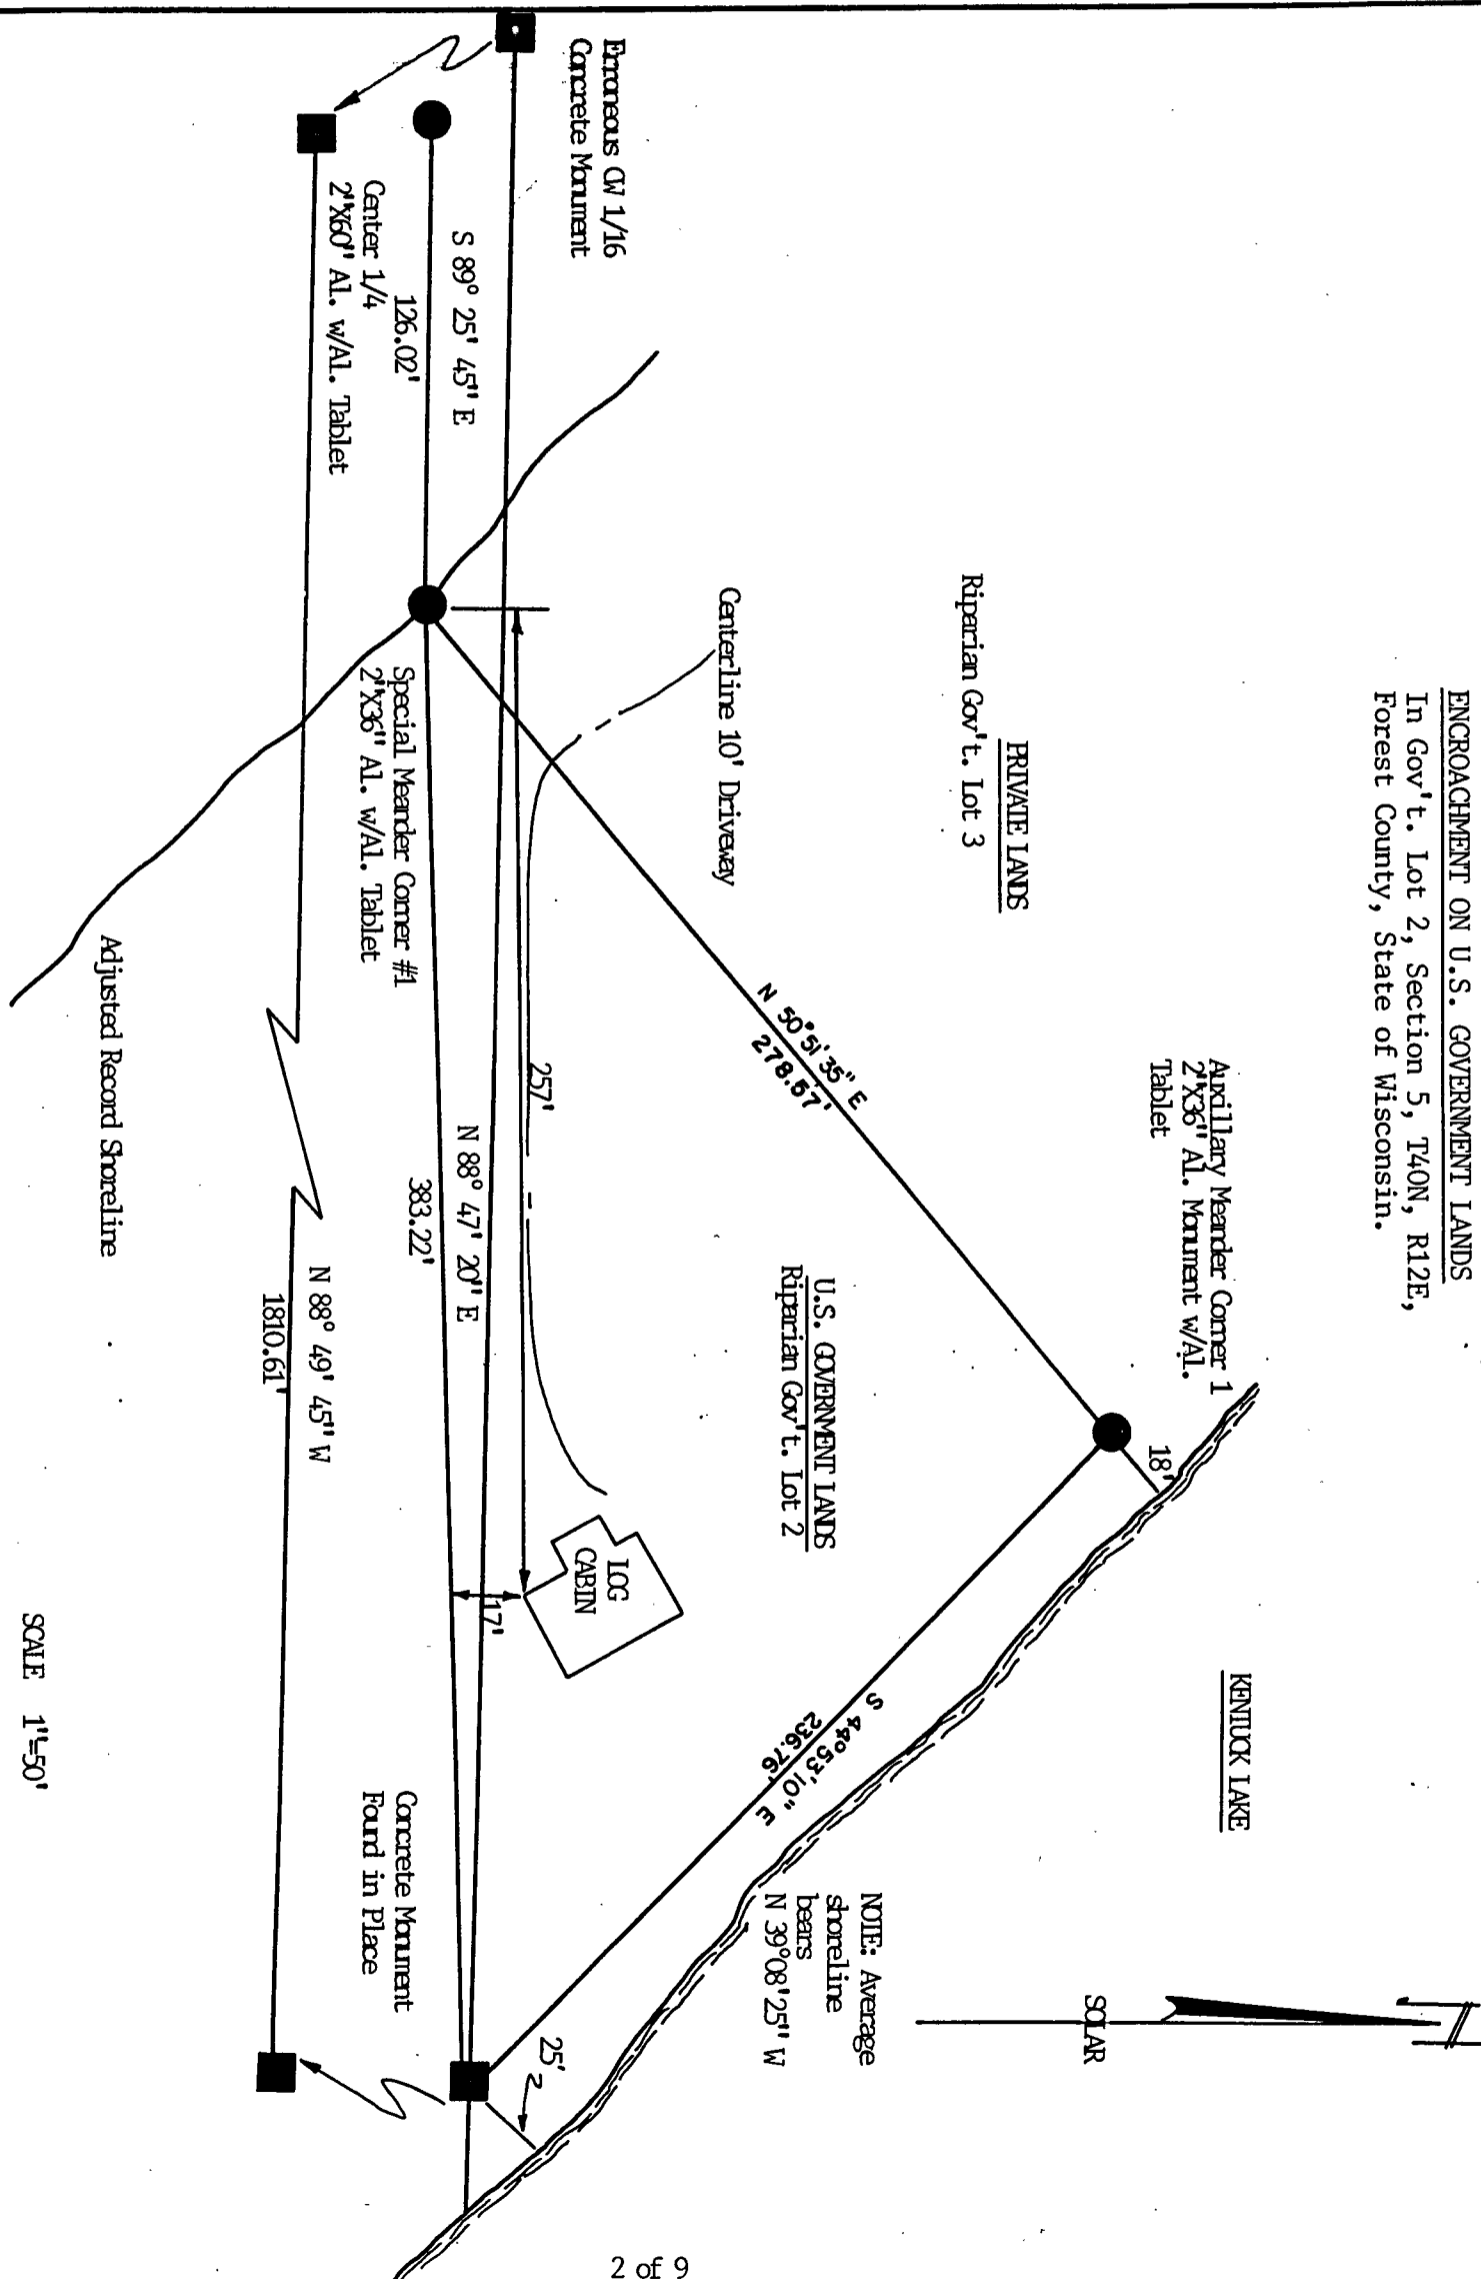 ENCROACHMENT ON U.S. GOVERNMENT LANDS
In Gov't. Lot 2, Section 5, T40N, R12E,
Forest County, State of Wisconsin.
Auxillary Meander Corner 1
2"X36" Al. Monument w/Al.
Tablet
18'
KENTUCK LAKE
N
SOLAR
PRIVATE LANDS
Riparian Gov't. Lot 3
N 50°51'35" E
278.57'
U.S. GOVERNMENT LANDS
Riparian Gov't. Lot 2
S 44°53'10" E
236.76'
NOTE: Average
shoreline
bears
N 39°08'25" W
Centerline 10' Driveway
Erroneous CW 1/16
Concrete Monument
LOG
CABIN
257'
17'
25'
S 89° 25' 45" E
126.02'
N 88° 47' 20" E
383.22'
Center 1/4
2"X60" Al. w/Al. Tablet
Special Meander Corner #1
2"X36" Al. w/Al. Tablet
Concrete Monument
Found in Place
N 88° 49' 45" W
1810.61'
Adjusted Record Shoreline
SCALE 1"=50'
2 of 9